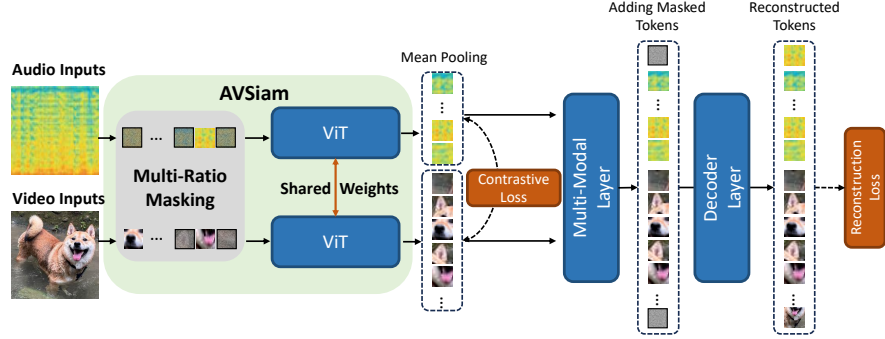 Adding Masked
Tokens
Reconstructed
Tokens
Mean Pooling
Audio Inputs
AVSiam
...
ViT
Multi-Ratio
Masking
Shared Weights
Video Inputs
...
ViT
...
...
Contrastive
Loss
Multi-Modal
Layer
...
...
Decoder
Layer
...
...
Reconstruction
Loss